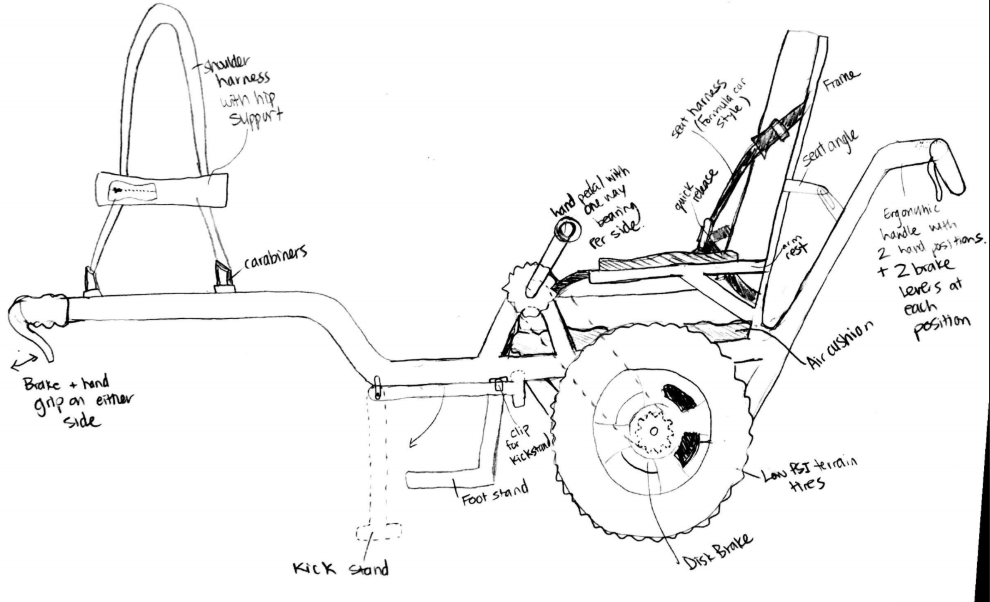 shoulder
harness
with hip
support
carabiners
Brake + hand
grip on either
side
Kick stand
Foot stand
clip
for
kickstand
hand pedal with
one way
bearing
per side.
quick
release
seat harness
(Formula car
style)
Frame
seat angle
arm
rest
Ergonmic
handle with
2 hand positions.
+ 2 brake
levers at
each
position
Air cushion
Low PSI terrain
tires
Disk Brake